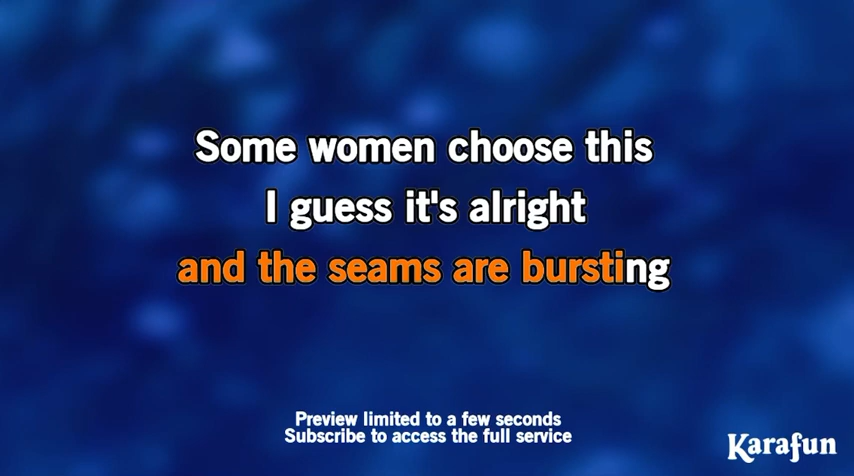 Some women choose this
I guess it's alright
and the seams are bursting
Preview limited to a few seconds
Subscribe to access the full service
Karafun